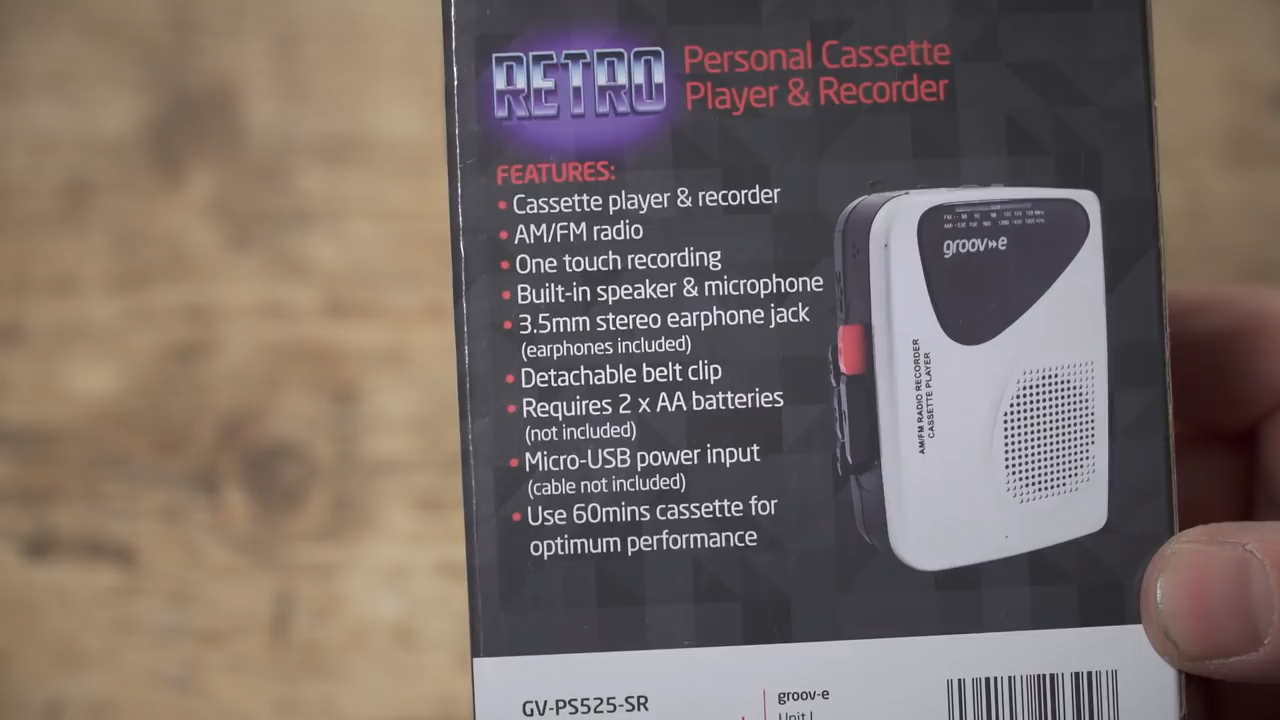 RETRO
Personal Cassette
Player & Recorder
FEATURES:
• Cassette player & recorder
• AM/FM radio
• One touch recording
• Built-in speaker & microphone
• 3.5mm stereo earphone jack
(earphones included)
• Detachable belt clip
• Requires 2 x AA batteries
(not included)
• Micro-USB power input
(cable not included)
• Use 60mins cassette for
optimum performance
groov»e
AM/FM RADIO RECORDER
CASSETTE PLAYER
GV-PS525-SR
groov-e
Unit